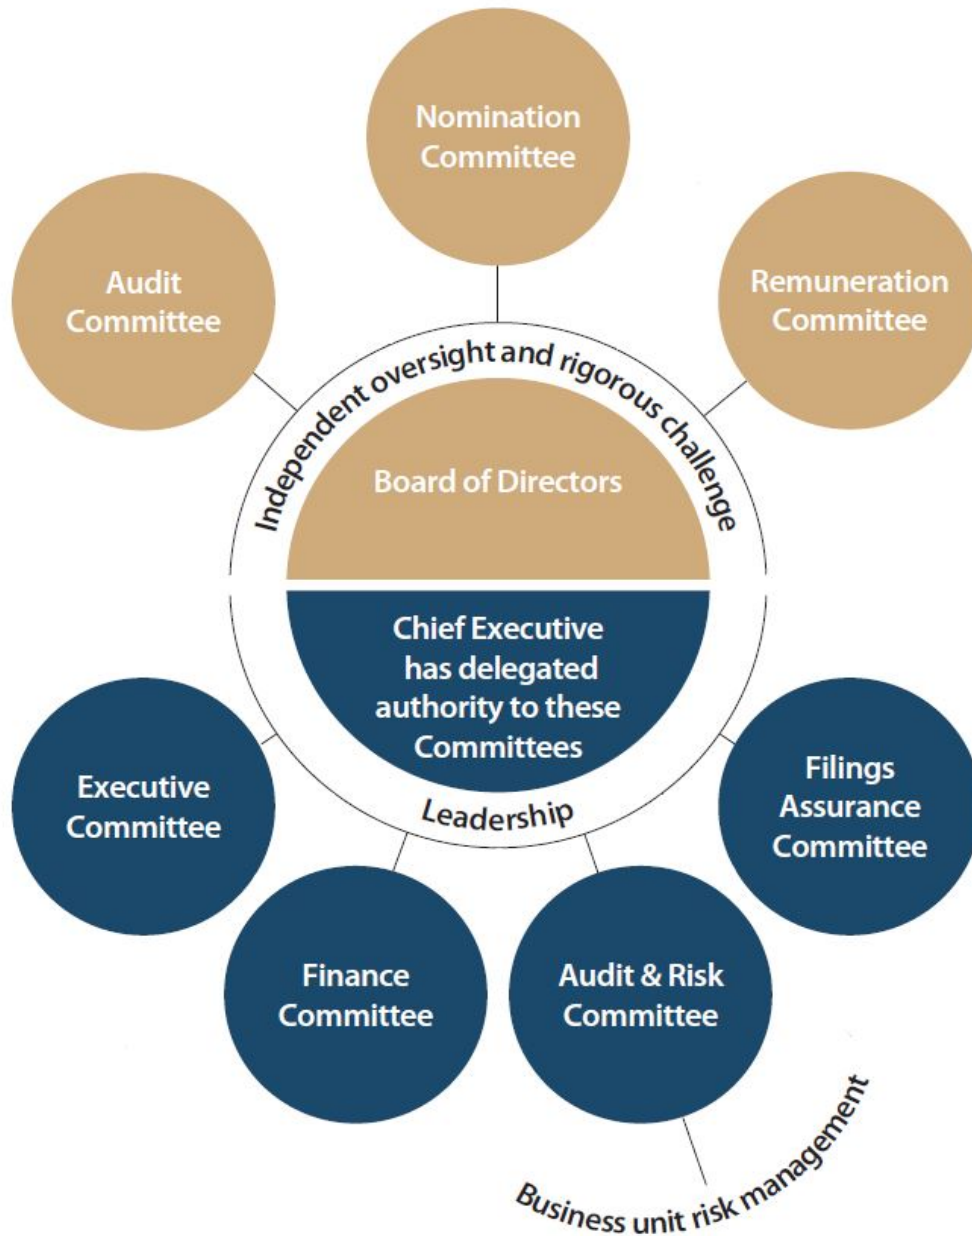 Nomination
Committee
Audit
Committee
Remuneration
Committee
Independent oversight and rigorous challenge
Board of Directors
Chief Executive
has delegated
authority to these
Committees
Leadership
Executive
Committee
Filings
Assurance
Committee
Finance
Committee
Audit & Risk
Committee
Business unit risk management